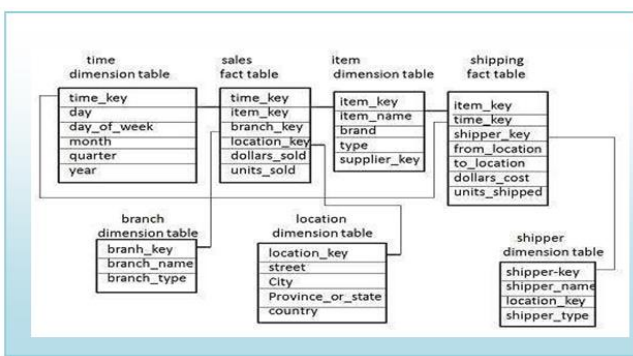 time
dimension table
time_key
day
day_of_week
month
quarter
year
sales
fact table
time_key
item_key
branch_key
location_key
dollars_sold
units_sold
item
dimension table
item_key
item_name
brand
type
supplier_key
shipping
fact table
item_key
time_key
shipper_key
from_location
to_location
dollars_cost
units_shipped
branch
dimension table
branh_key
branch_name
branch_type
location
dimension table
location_key
street
City
Province_or_state
country
shipper
dimension table
shipper-key
shipper_name
location_key
shipper_type